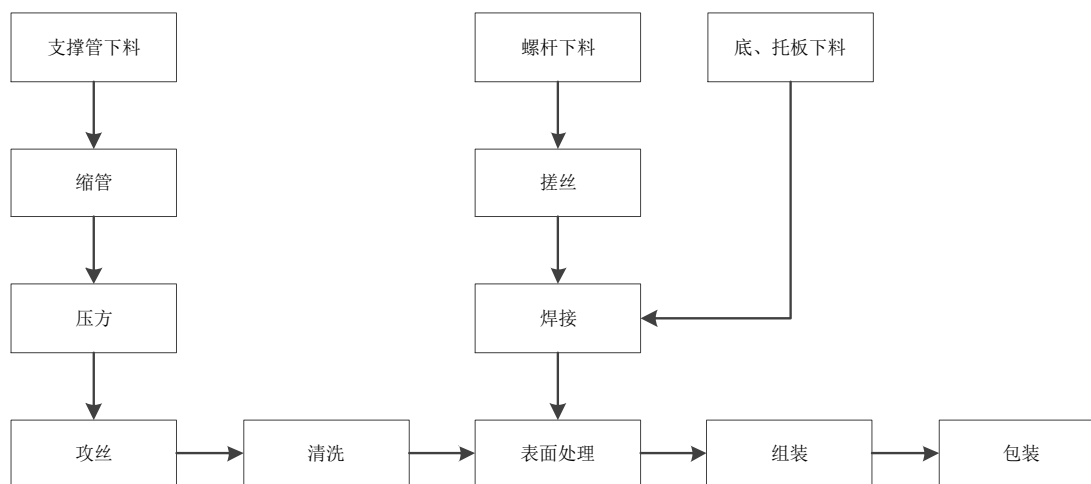 支撑管下料
螺杆下料
底、托板下料
缩管
搓丝
压方
焊接
攻丝
清洗
表面处理
组装
包装